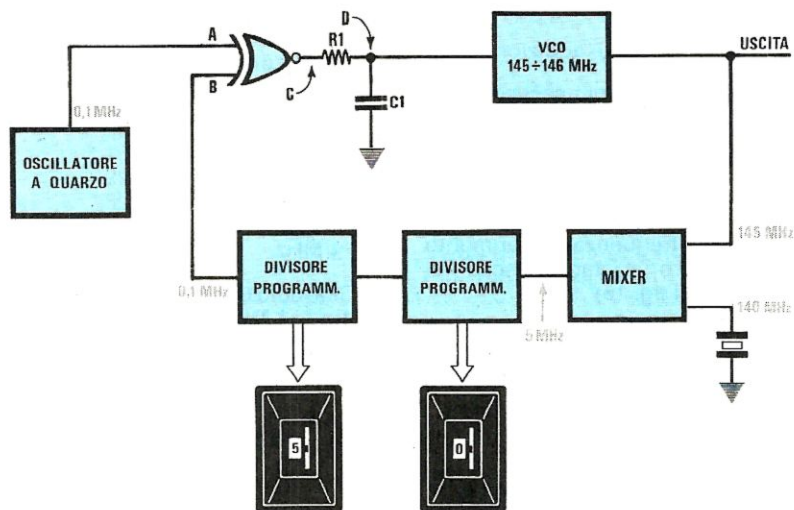 A
B
C
R1
D
C1
VCO
145÷146 MHz
USCITA
0,1 MHz
OSCILLATORE
A QUARZO
0,1 MHz
DIVISORE
PROGRAMM.
DIVISORE
PROGRAMM.
5 MHz
MIXER
145 MHz
140 MHz
5
0